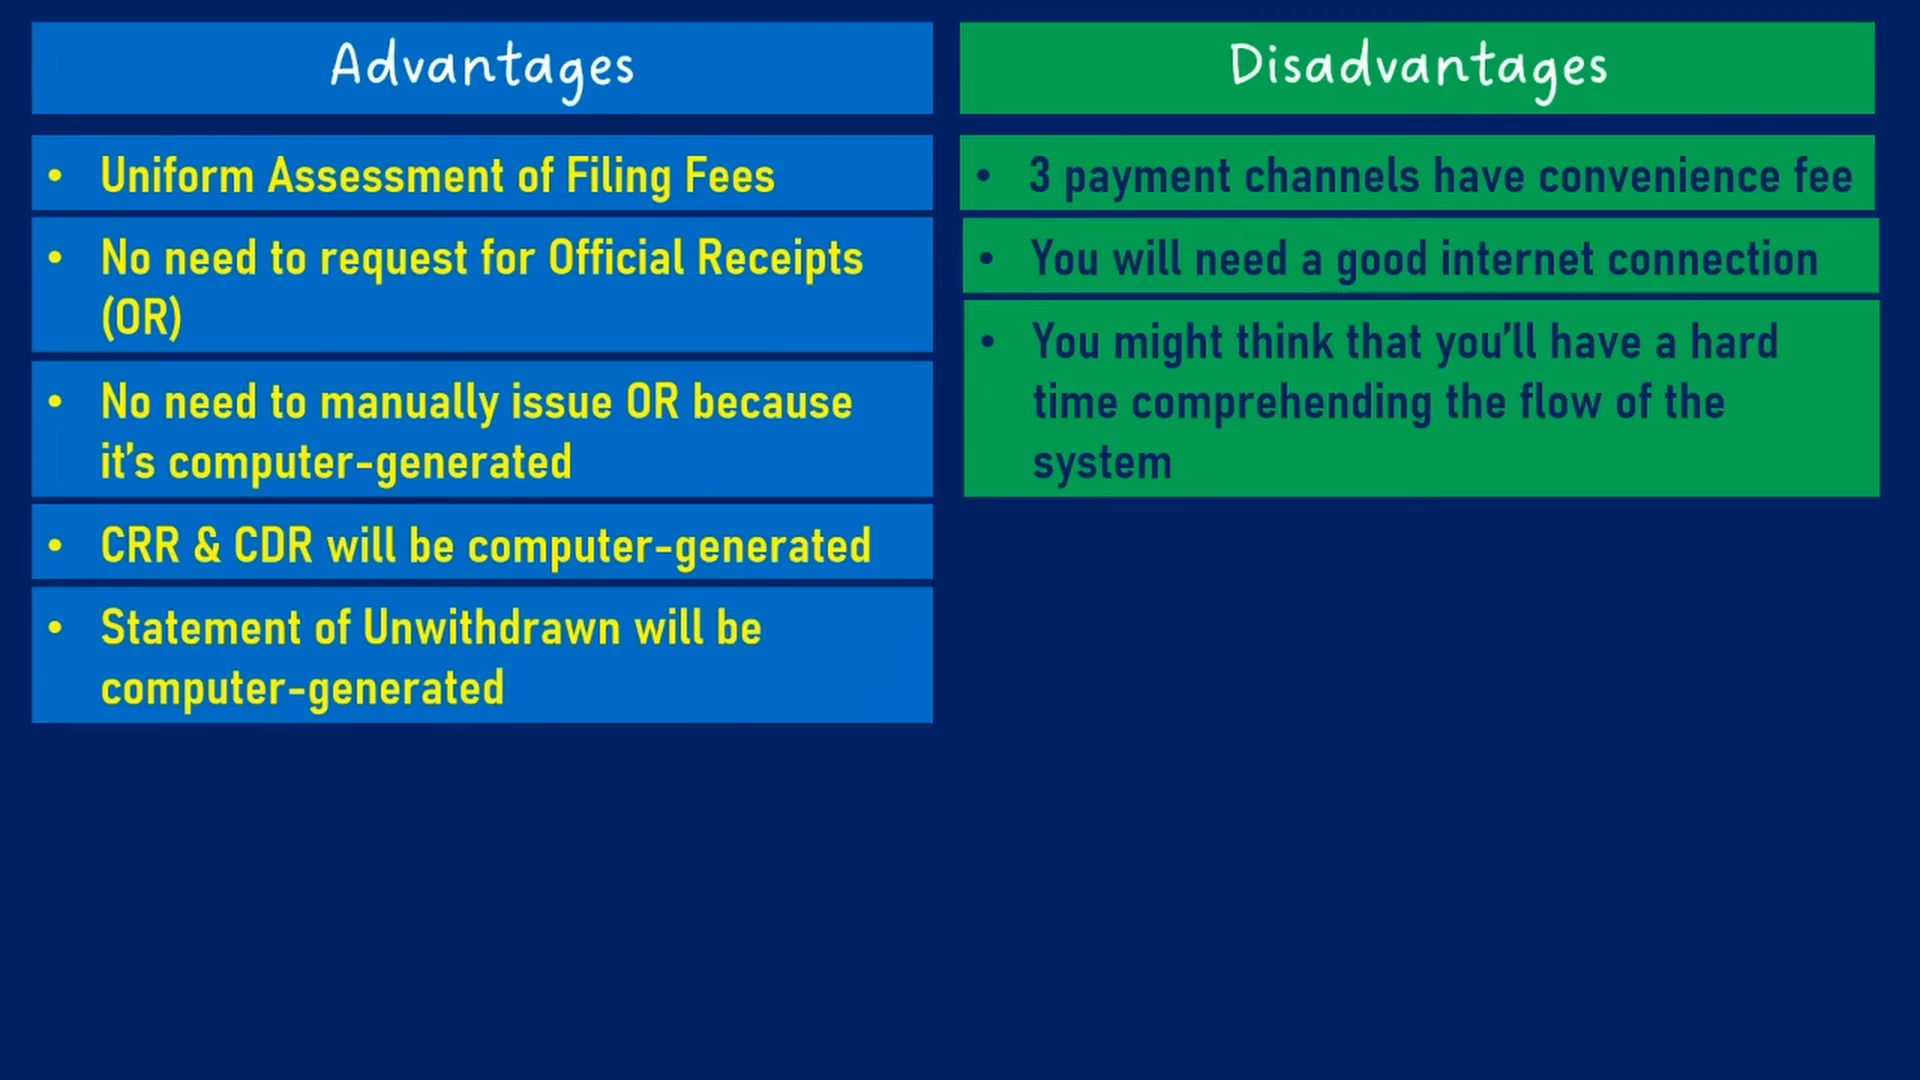 Advantages
• Uniform Assessment of Filing Fees
• No need to request for Official Receipts
(OR)
• No need to manually issue OR because
it’s computer-generated
• CRR & CDR will be computer-generated
• Statement of Unwithdrawn will be
computer-generated
Disadvantages
• 3 payment channels have convenience fee
• You will need a good internet connection
• You might think that you’ll have a hard
time comprehending the flow of the
system